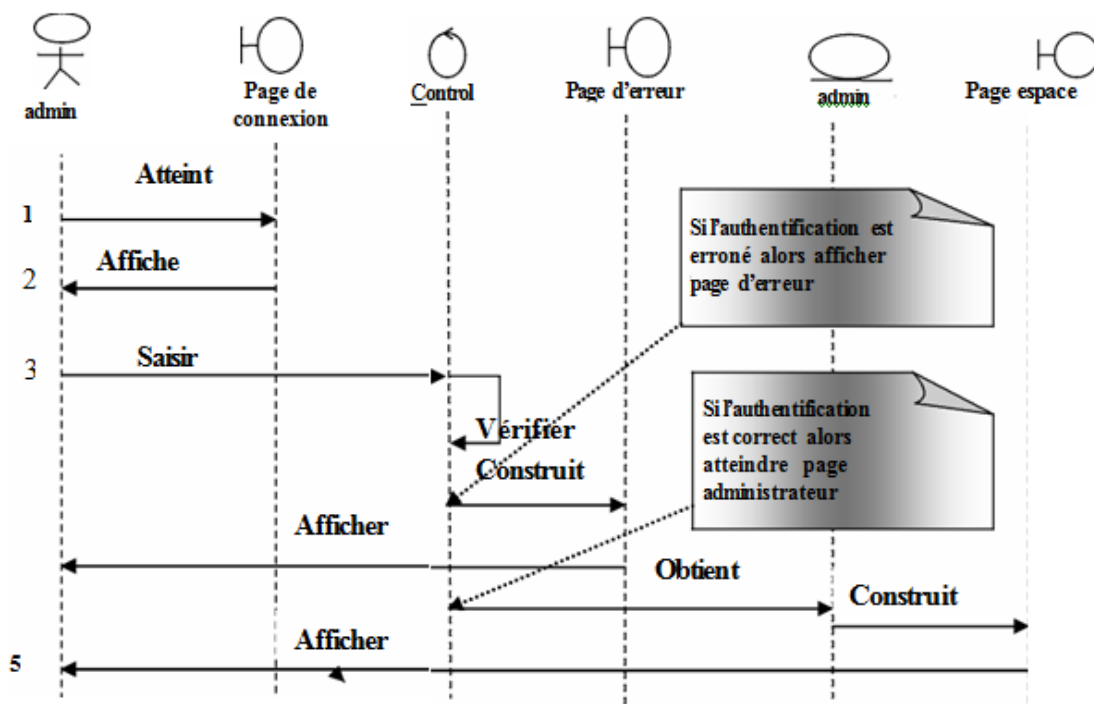 admin
Page de
connexion
Control
Page d'erreur
admin
Page espace
Atteint
1
Si l'authentification est
erroné alors afficher
page d'erreur
Affiche
2
Saisir
3
Si l'authentification
est correct alors
atteindre page
administrateur
Vérifier
Construit
Afficher
Obtient
Construit
Afficher
5